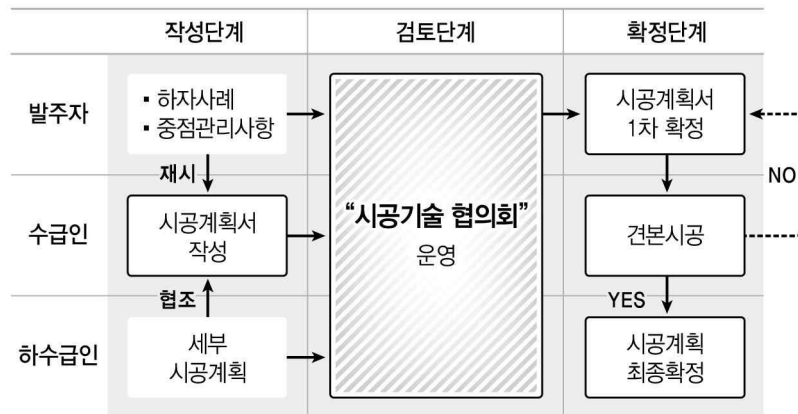 작성단계
검토단계
확정단계
발주자
▪ 하자사례
▪ 중점관리사항
시공계획서
1차 확정
재시
NO
수급인
시공계획서
작성
“시공기술 협의회”
운영
견본시공
협조
YES
하수급인
세부
시공계획
시공계획
최종확정